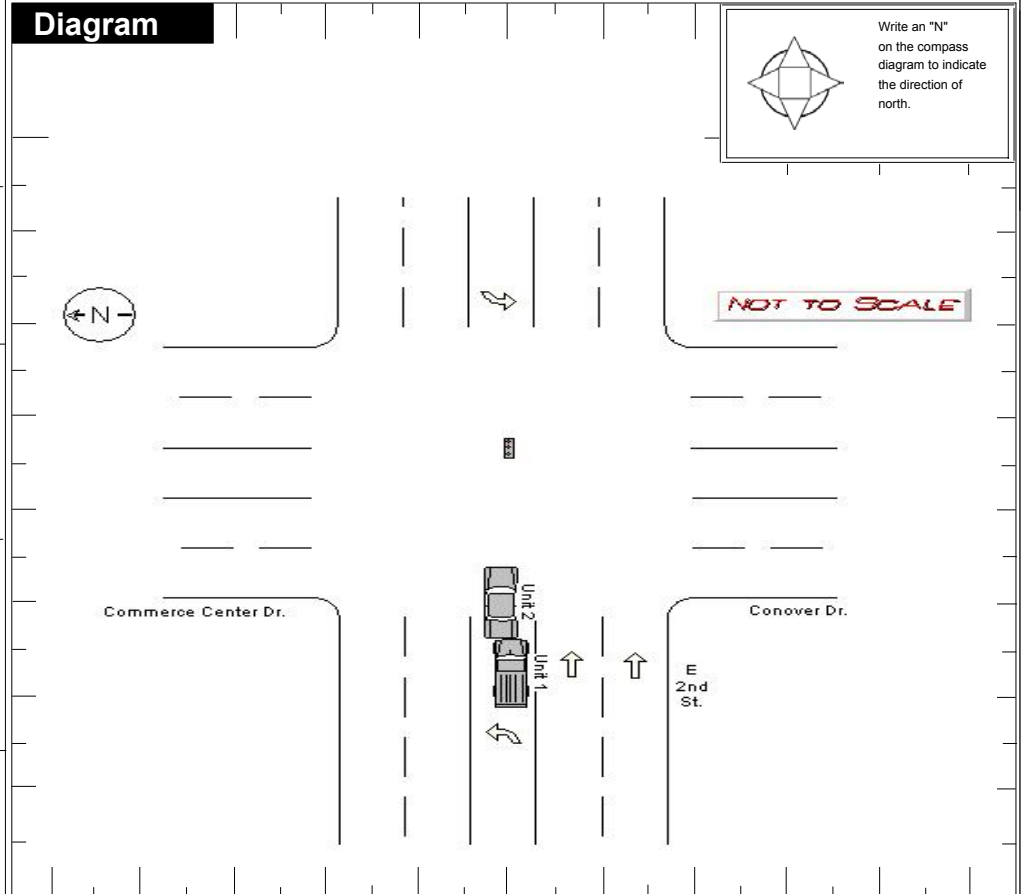 Diagram
Write an "N"
on the compass
diagram to indicate
the direction of
north.
N
NOT TO SCALE
Commerce Center Dr.
Unit 2
Conover Dr.
Unit 1
E
2nd
St.